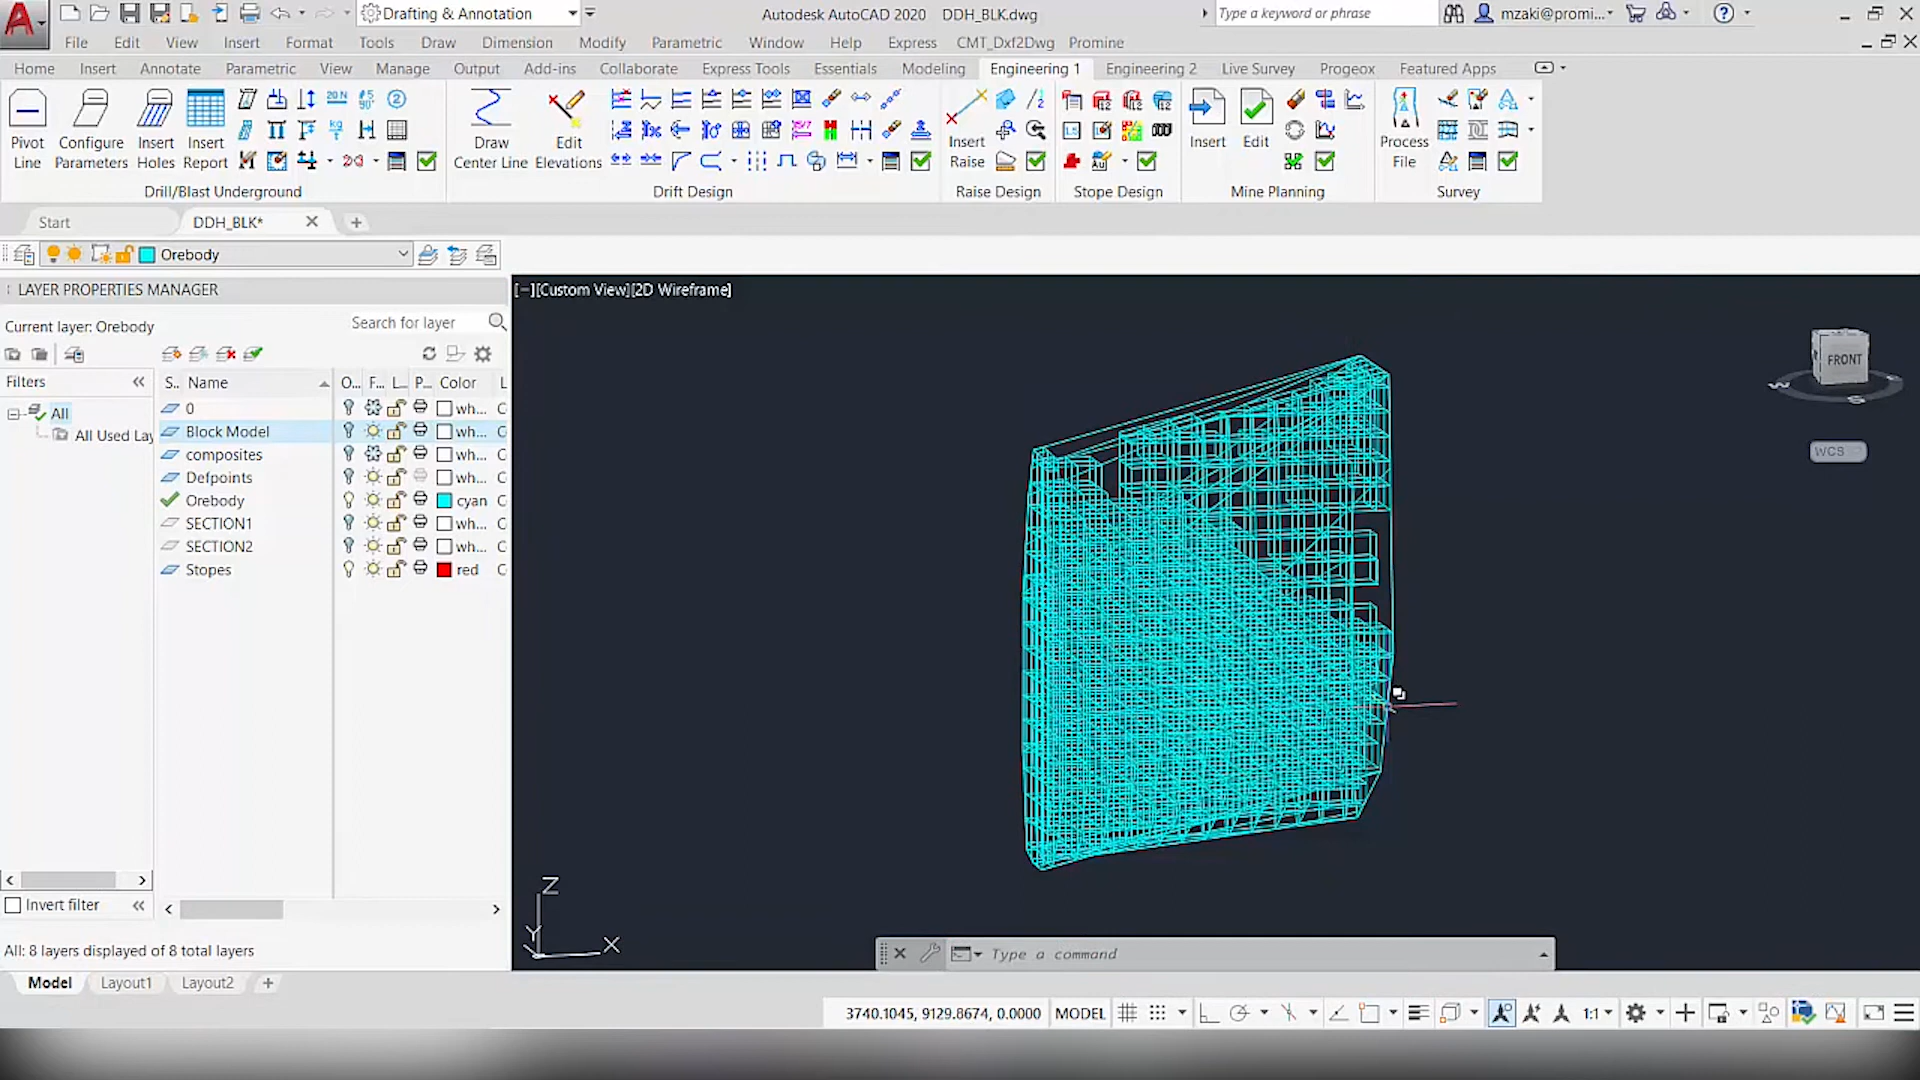 Drafting & Annotation
Autodesk AutoCAD 2020 DDH_BLK.dwg
Type a keyword or phrase
mzaki@promi...
File Edit View Insert Format Tools Draw Dimension Modify Parametric Window Help Express CMT_Dxf2Dwg Promine
Home Insert Annotate Parametric View Manage Output Add-ins Collaborate Express Tools Essentials Modeling Engineering 1 Engineering 2 Live Survey Progeox Featured Apps
Pivot Line
Configure Parameters
Insert Holes
Insert Report
Draw Center Line
Edit Elevations
Insert Raise
Insert
Edit
Process File
Drill/Blast Underground
Drift Design
Raise Design
Stope Design
Mine Planning
Survey
Start
DDH_BLK*
Orebody
LAYER PROPERTIES MANAGER
Current layer: Orebody
Search for layer
Filters
All
All Used Lay
S.. Name O... F... L... P... Color L
0 wh... C
Block Model wh... C
composites wh... C
Defpoints wh... C
Orebody cyan C
SECTION1 wh... C
SECTION2 wh... C
Stopes red C
Invert filter
All: 8 layers displayed of 8 total layers
[−][Custom View][2D Wireframe]
FRONT
W
S
WCS
Z
Y
X
Type a command
Model Layout1 Layout2
3740.1045, 9129.8674, 0.0000 MODEL 1:1